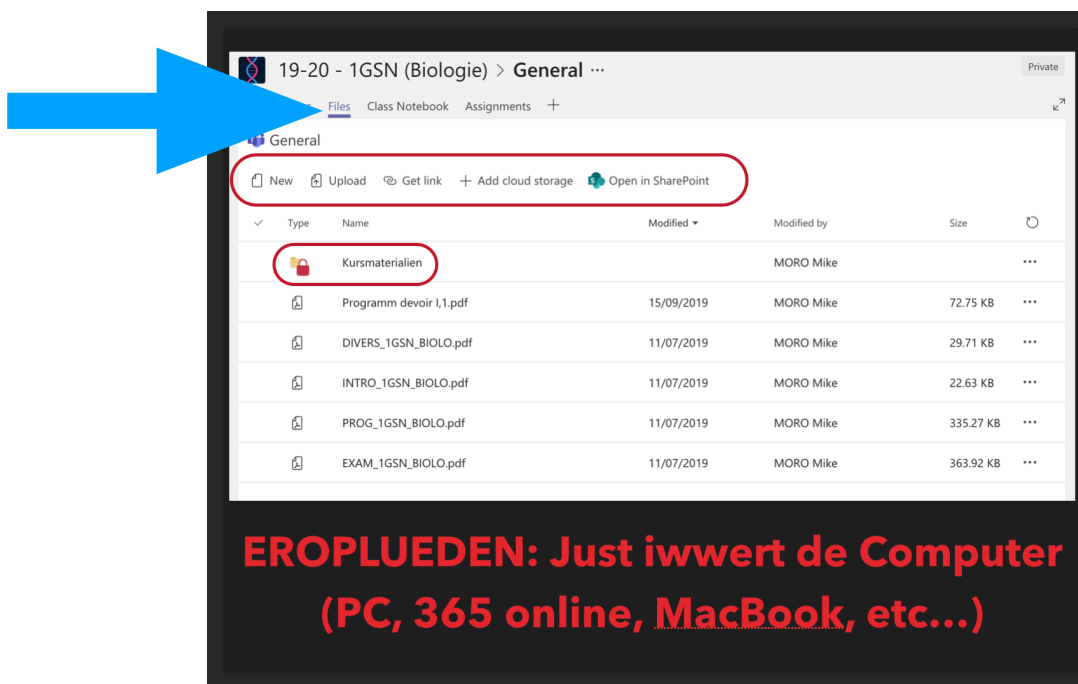 19-20 - 1GSN (Biologie) > General ···
Private
Files Class Notebook Assignments +
General
New Upload Get link + Add cloud storage Open in SharePoint
Type Name Modified Modified by Size
Kursmaterialien MORO Mike
Programm devoir I,1.pdf 15/09/2019 MORO Mike 72.75 KB
DIVERS_1GSN_BIOLO.pdf 11/07/2019 MORO Mike 29.71 KB
INTRO_1GSN_BIOLO.pdf 11/07/2019 MORO Mike 22.63 KB
PROG_1GSN_BIOLO.pdf 11/07/2019 MORO Mike 335.27 KB
EXAM_1GSN_BIOLO.pdf 11/07/2019 MORO Mike 363.92 KB
EROPLUEDEN: Just iwwert de Computer
(PC, 365 online, MacBook, etc...)